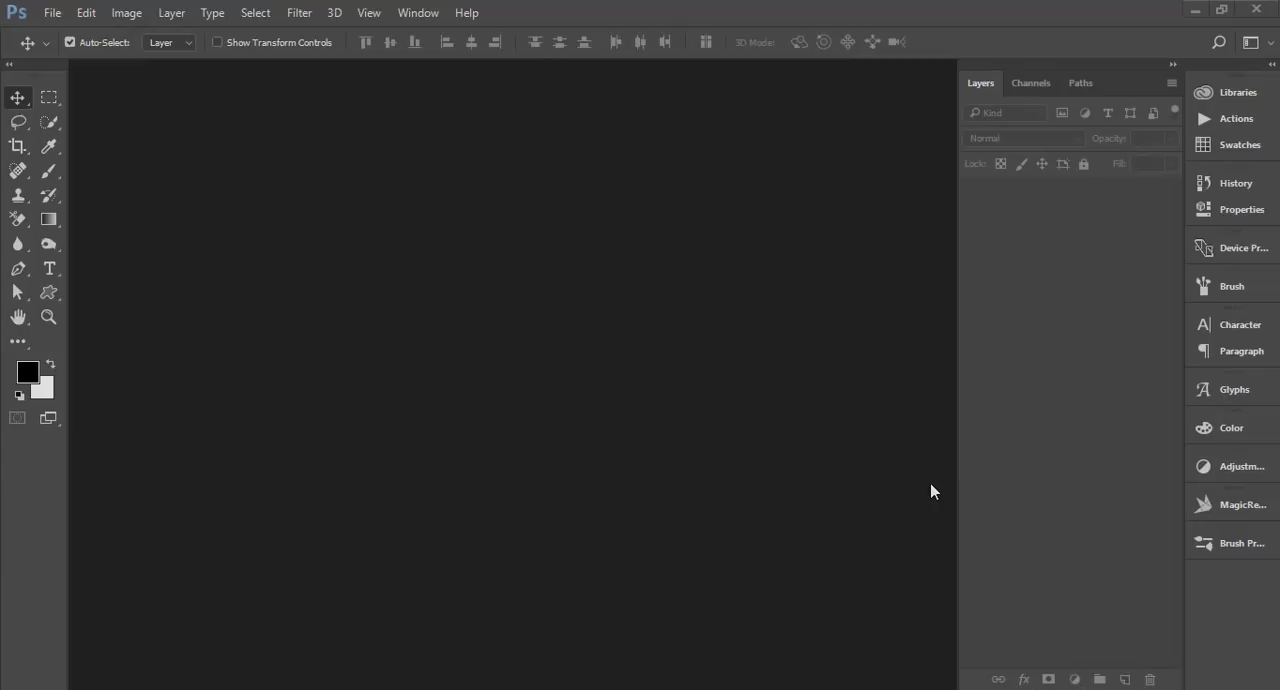 Ps File Edit Image Layer Type Select Filter 3D View Window Help
Auto-Select: Layer Show Transform Controls 3D Mode:
Layers Channels Paths
Kind
Normal Opacity:
Lock: Fill:
Libraries
Actions
Swatches
History
Properties
Device Pr...
Brush
Character
Paragraph
Glyphs
Color
Adjustm...
MagicRe...
Brush Pr...